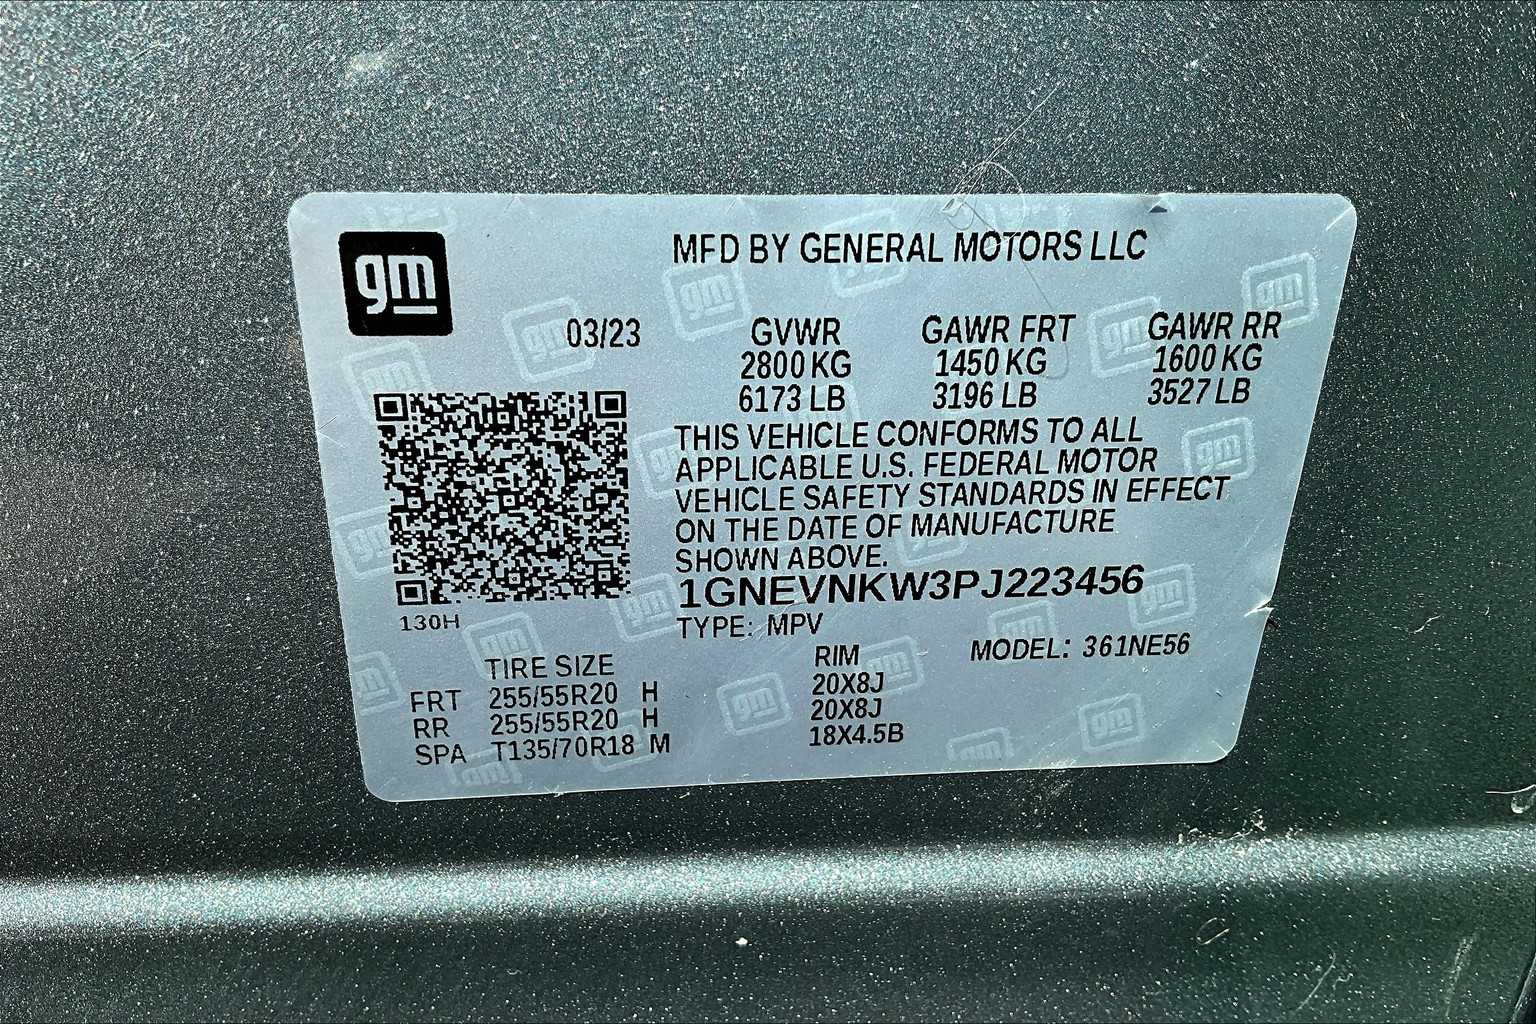 gm
MFD BY GENERAL MOTORS LLC
03/23
GVWR GAWR FRT GAWR RR
2800 KG 1450 KG 1600 KG
6173 LB 3196 LB 3527 LB
THIS VEHICLE CONFORMS TO ALL
APPLICABLE U.S. FEDERAL MOTOR
VEHICLE SAFETY STANDARDS IN EFFECT
ON THE DATE OF MANUFACTURE
SHOWN ABOVE.
1GNEVNKW3PJ223456
130H
TYPE: MPV
MODEL: 361NE56
TIRE SIZE RIM
FRT 255/55R20 H 20X8J
RR 255/55R20 H 20X8J
SPA T135/70R18 M 18X4.5B